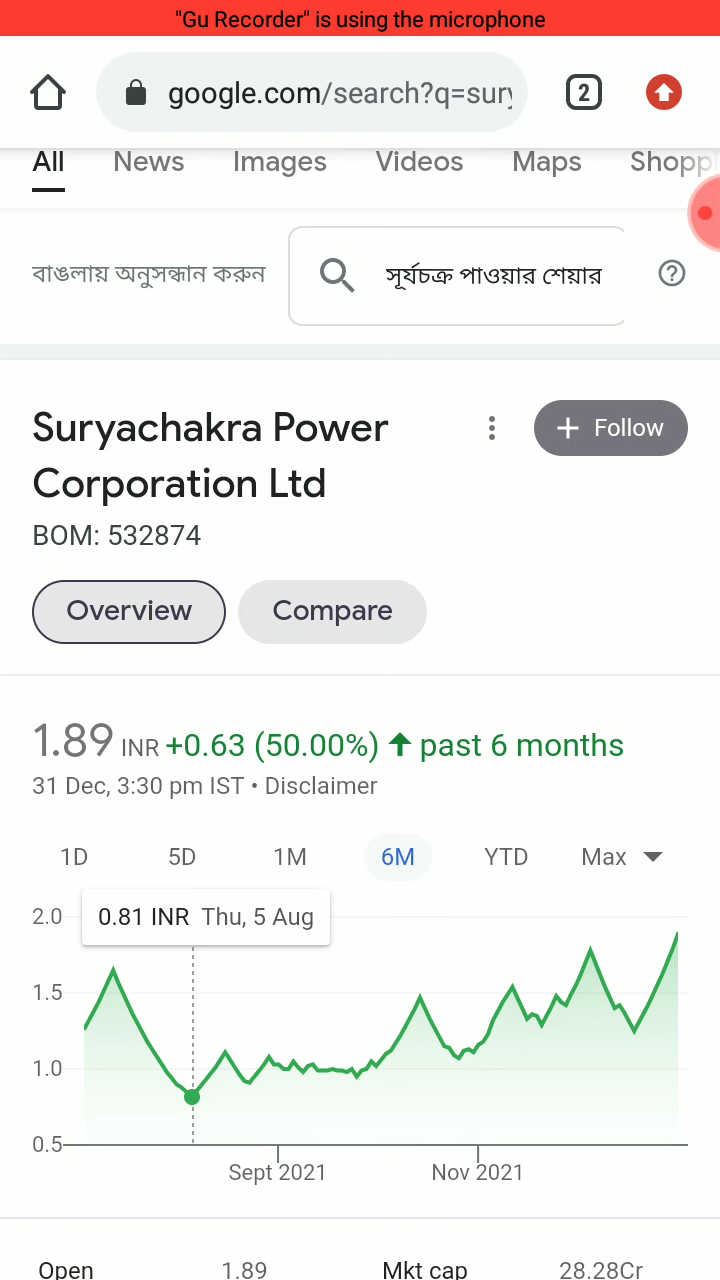 "Gu Recorder" is using the microphone
google.com/search?q=sury
2
All News Images Videos Maps Shopp
বাঙলায় অনুসন্ধান করুন
সূর্যচক্র পাওয়ার শেয়ার
Suryachakra Power
Corporation Ltd
+ Follow
BOM: 532874
Overview Compare
1.89 INR +0.63 (50.00%) ↑ past 6 months
31 Dec, 3:30 pm IST • Disclaimer
1D 5D 1M 6M YTD Max
0.81 INR Thu, 5 Aug
2.0
1.5
1.0
0.5
Sept 2021 Nov 2021
Open 1.89 Mkt cap 28.28Cr